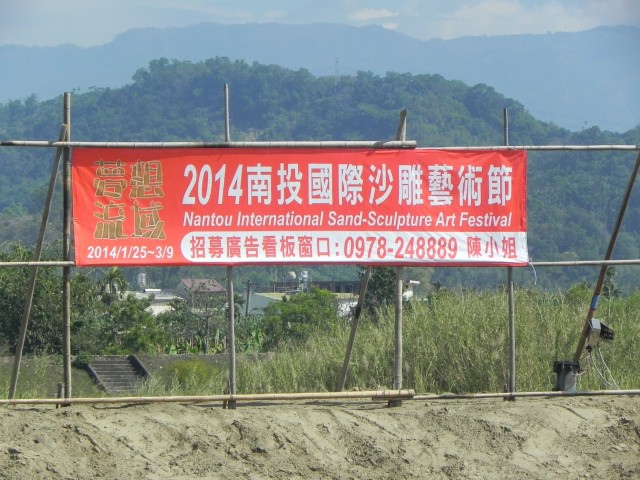 夢想
流域
2014/1/25~3/9
2014南投國際沙雕藝術節
Nantou International Sand-Sculpture Art Festival
招募廣告看板窗口:0978-248889 陳小姐